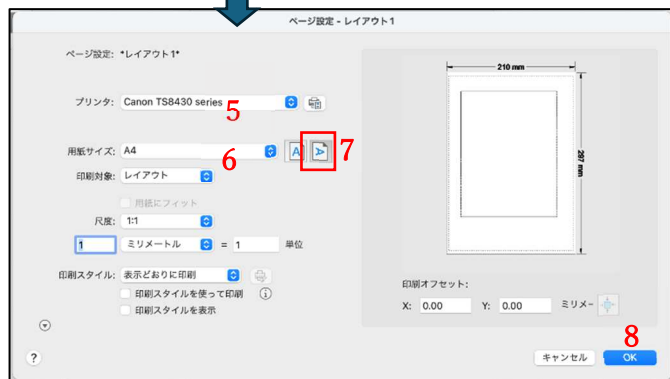 ページ設定 - レイアウト1
ページ設定: *レイアウト1*
プリンタ: Canon TS8430 series 5
用紙サイズ: A4 6 A A 7
印刷対象: レイアウト
用紙にフィット
尺度: 1:1
1 ミリメートル = 1 単位
印刷スタイル: 表示どおりに印刷
印刷スタイルを使って印刷
印刷スタイルを表示
210 mm
297 mm
印刷オフセット:
X: 0.00 Y: 0.00 ミリメー
8
? キャンセル OK